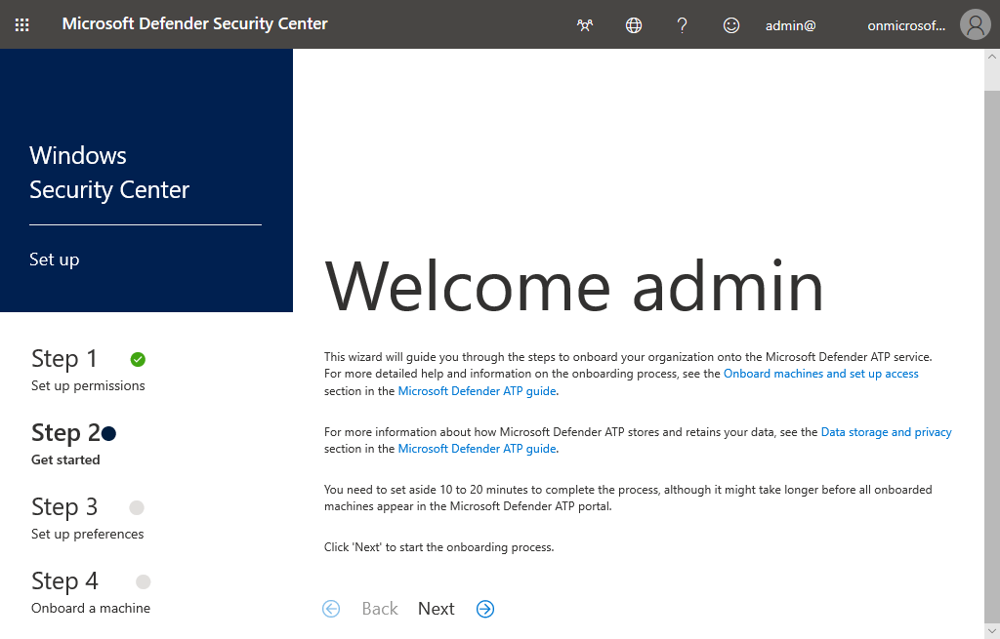 Microsoft Defender Security Center
admin@ onmicrosof...
Windows
Security Center
Set up
Step 1
Set up permissions
Step 2
Get started
Step 3
Set up preferences
Step 4
Onboard a machine
Welcome admin
This wizard will guide you through the steps to onboard your organization onto the Microsoft Defender ATP service.
For more detailed help and information on the onboarding process, see the Onboard machines and set up access
section in the Microsoft Defender ATP guide.
For more information about how Microsoft Defender ATP stores and retains your data, see the Data storage and privacy
section in the Microsoft Defender ATP guide.
You need to set aside 10 to 20 minutes to complete the process, although it might take longer before all onboarded
machines appear in the Microsoft Defender ATP portal.
Click 'Next' to start the onboarding process.
Back Next